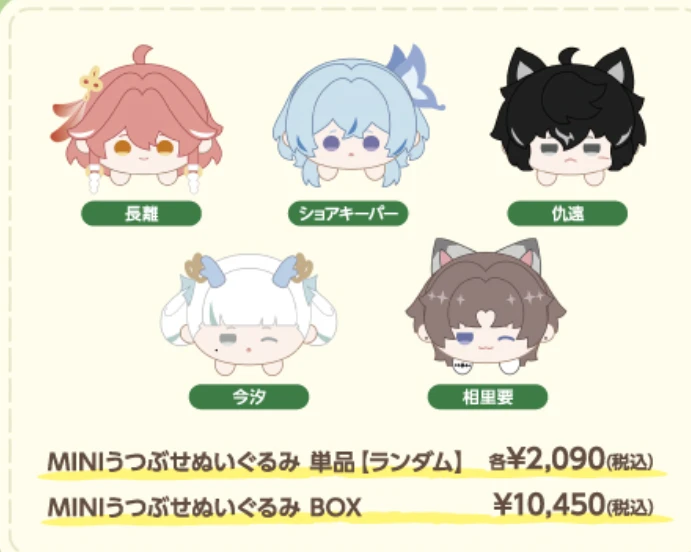 長離
ショアキーパー
仇遠
今汐
相里要
MINIうつぶせぬいぐるみ 単品【ランダム】 各¥2,090(税込)
MINIうつぶせぬいぐるみ BOX ¥10,450(税込)